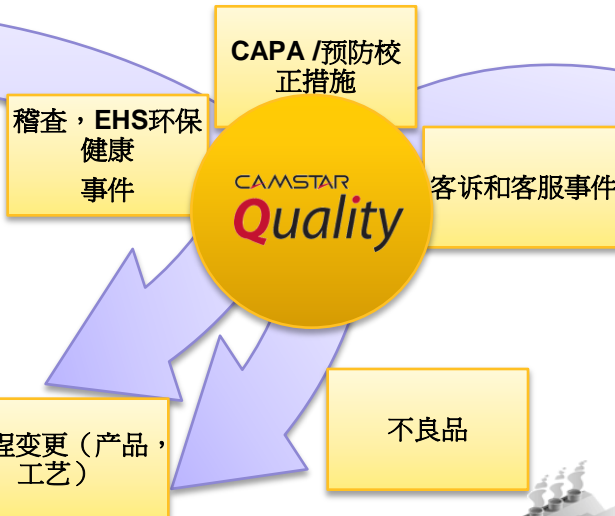 CAPA /预防校
正措施
稽查，EHS环保
健康
事件
CAMSTAR
Quality
客诉和客服事件
不良品
程变更（产品，
工艺）